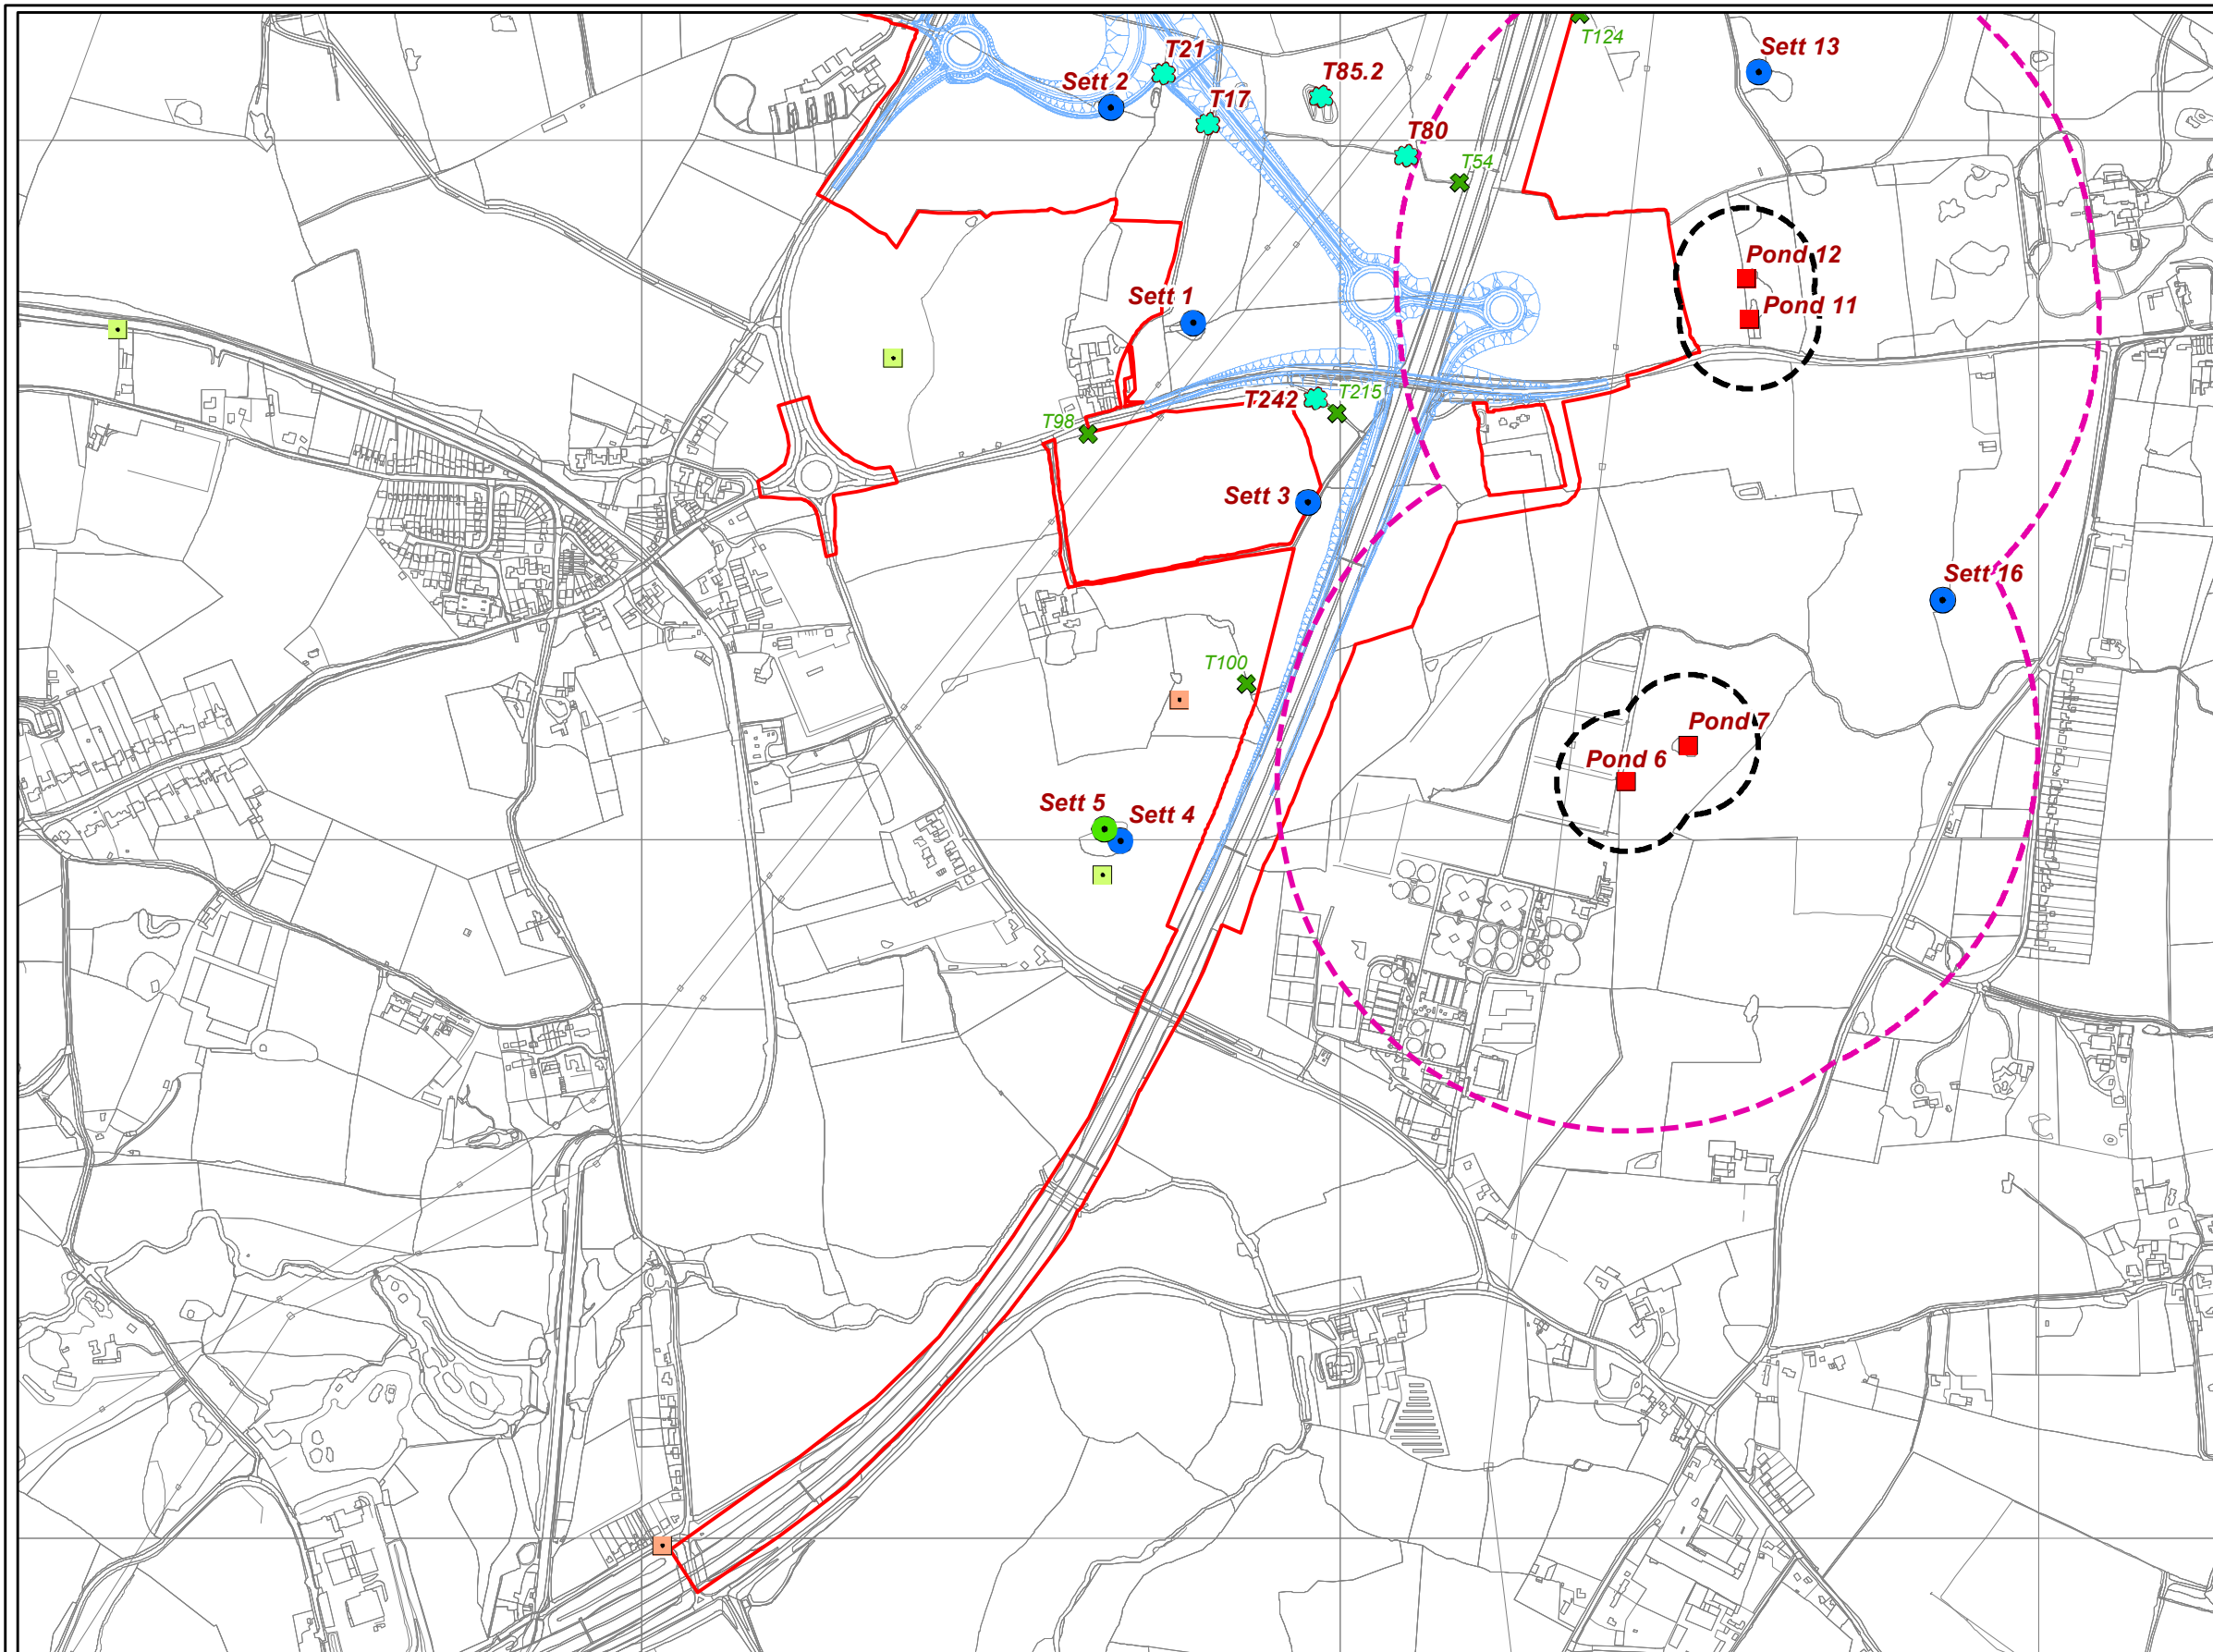 T124
Sett 13
T21
T85.2
Sett 2
T17
T80
T54
Pond 12
Sett 1
Pond 11
T242
T215
T98
Sett 3
Sett 16
T100
Pond 7
Pond 6
Sett 5
Sett 4